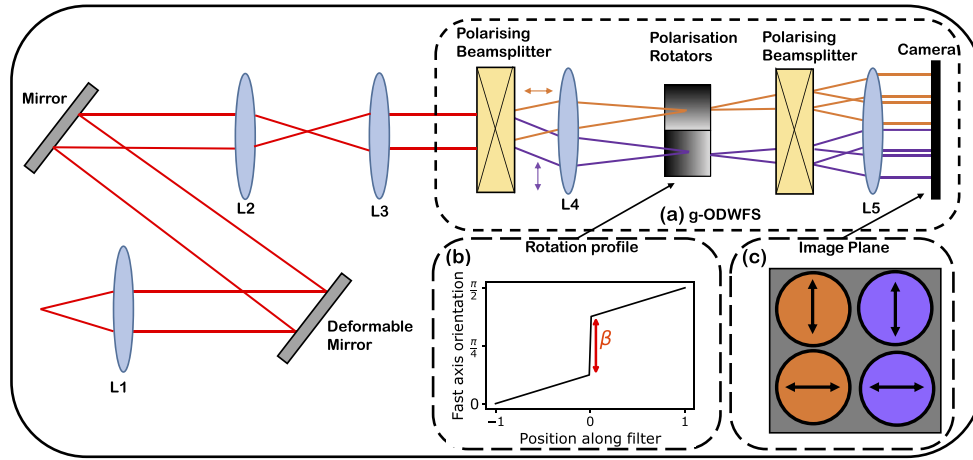 Polarising
Beamsplitter
Polarisation
Rotators
Polarising
Beamsplitter
Camera
Mirror
L2
L3
L4
L5
(a) g-ODWFS
L1
Deformable
Mirror
(b)
Rotation profile
Fast axis orientation
π/2
π/4
0
β
−1
0
1
Position along filter
(c)
Image Plane